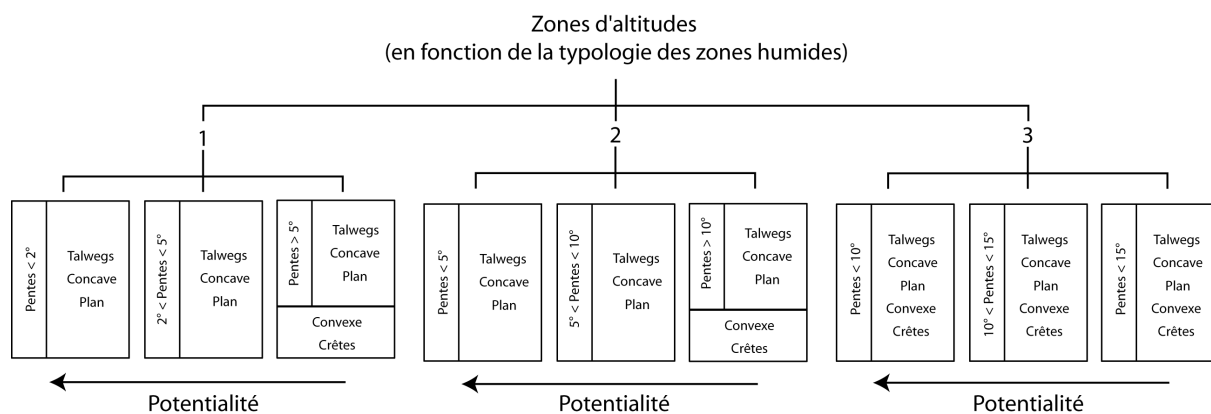 Zones d'altitudes
(en fonction de la typologie des zones humides)
1
2
3
Pentes < 2°
Talwegs
Concave
Plan
2° < Pentes < 5°
Talwegs
Concave
Plan
Pentes > 5°
Talwegs
Concave
Plan
Convexe
Crêtes
Pentes < 5°
Talwegs
Concave
Plan
5° < Pentes < 10°
Talwegs
Concave
Plan
Pentes > 10°
Talwegs
Concave
Plan
Convexe
Crêtes
Pentes < 10°
Talwegs
Concave
Plan
Convexe
Crêtes
10° < Pentes < 15°
Talwegs
Concave
Plan
Convexe
Crêtes
Pentes < 15°
Talwegs
Concave
Plan
Convexe
Crêtes
Potentialité
Potentialité
Potentialité